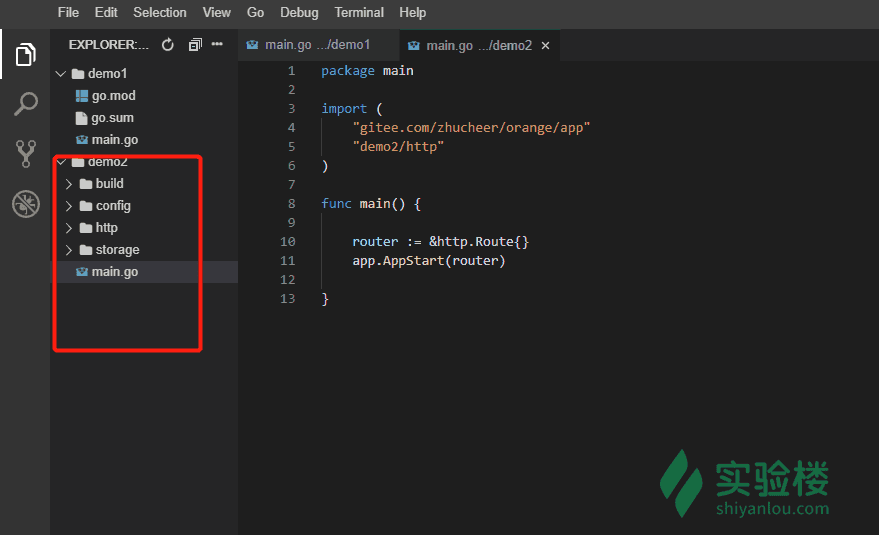 File Edit Selection View Go Debug Terminal Help
EXPLORER:...
main.go .../demo1
main.go .../demo2
demo1
go.mod
go.sum
main.go
demo2
build
config
http
storage
main.go
1 package main
2
3 import (
4 "gitee.com/zhucheer/orange/app"
5 "demo2/http"
6 )
7
8 func main() {
9
10 router := &http.Route{}
11 app.AppStart(router)
12
13 }
实验楼
shiyanlou.com